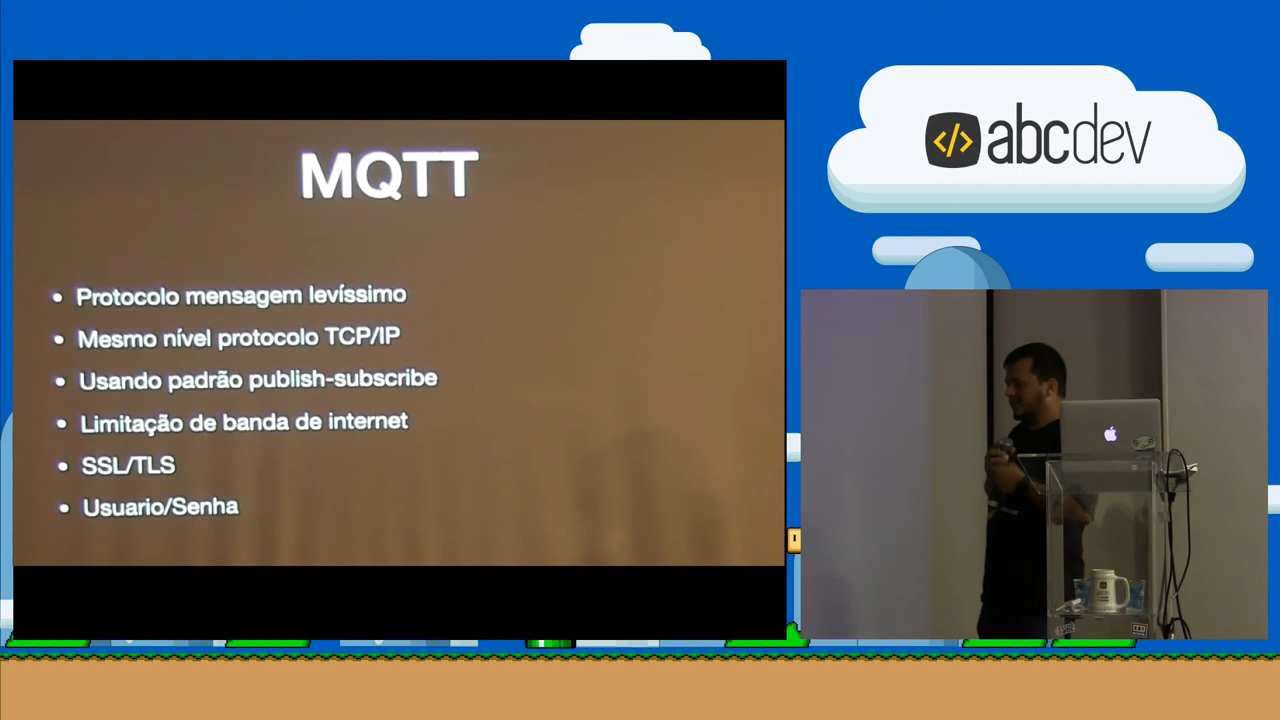 MQTT
• Protocolo mensagem levíssimo
• Mesmo nível protocolo TCP/IP
• Usando padrão publish-subscribe
• Limitação de banda de internet
• SSL/TLS
• Usuario/Senha
</> abcdev